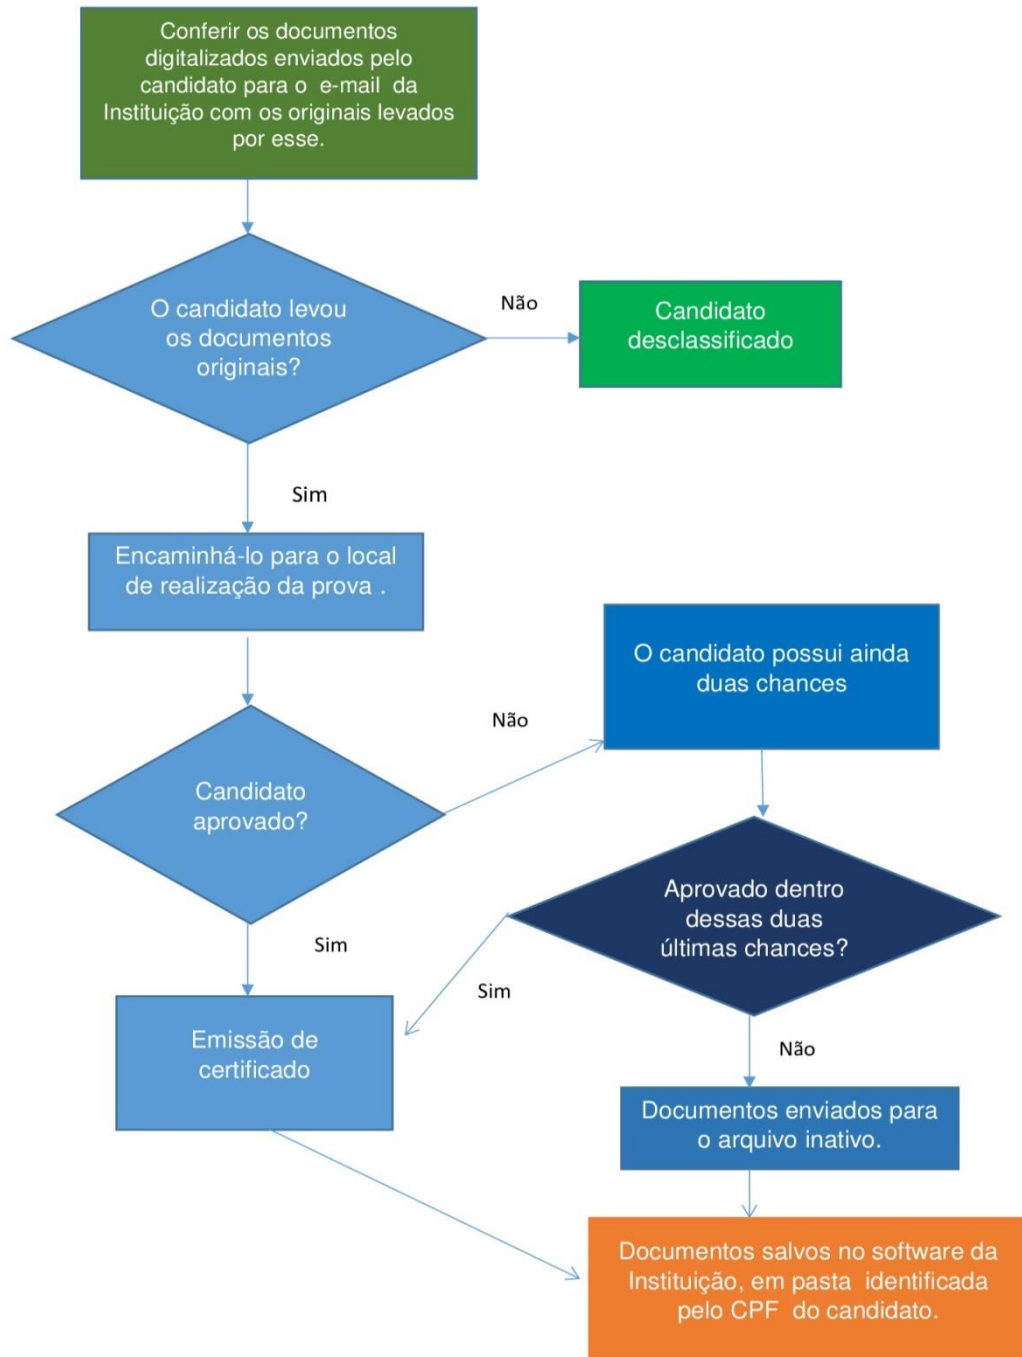 Conferir os documentos
digitalizados enviados pelo
candidato para o e-mail da
Instituição com os originais levados
por esse.
O candidato levou
os documentos
originais?
Não
Candidato
desclassificado
Sim
Encaminhá-lo para o local
de realização da prova .
O candidato possui ainda
duas chances
Não
Candidato
aprovado?
Aprovado dentro
dessas duas
últimas chances?
Sim
Sim
Emissão de
certificado
Não
Documentos enviados para
o arquivo inativo.
Documentos salvos no software da
Instituição, em pasta identificada
pelo CPF do candidato.